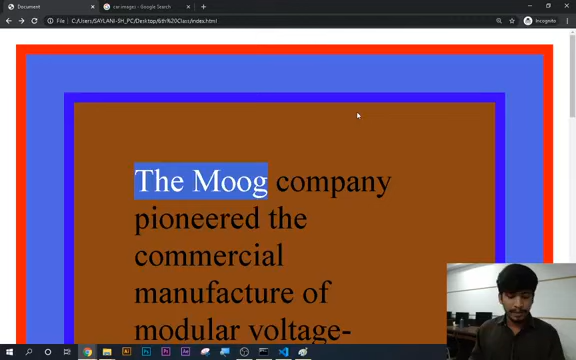 Document
car images - Google Search
File
C:/Users/SAYLANI-SH_PC/Desktop/6th%20Class/index.html
Incognito
The Moog company
pioneered the
commercial
manufacture of
modular voltage-